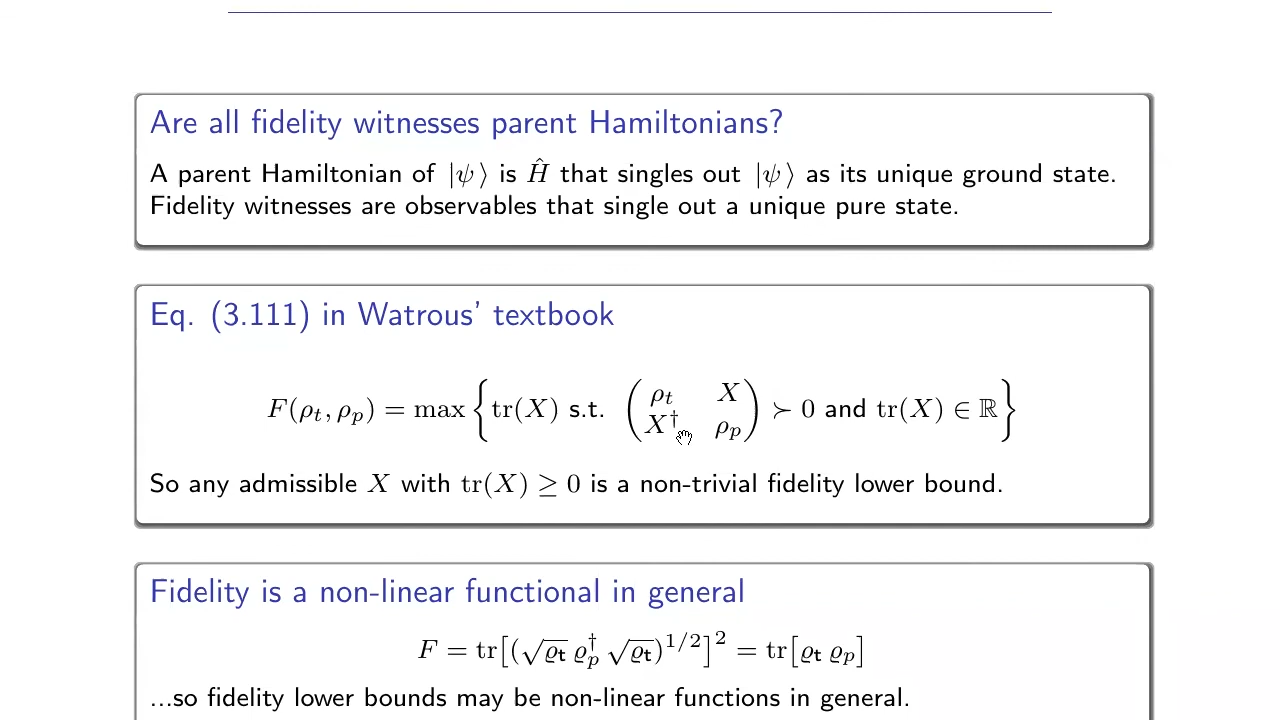 Are all fidelity witnesses parent Hamiltonians?
A parent Hamiltonian of |ψ⟩ is Ĥ that singles out |ψ⟩ as its unique ground state.
Fidelity witnesses are observables that single out a unique pure state.
Eq. (3.111) in Watrous' textbook
F(ρ_t, ρ_p) = max { tr(X) s.t. ( ρ_t X ; X† ρ_p ) ≻ 0 and tr(X) ∈ ℝ }
So any admissible X with tr(X) ≥ 0 is a non-trivial fidelity lower bound.
Fidelity is a non-linear functional in general
F = tr[(√ϱ_t ϱ_p† √ϱ_t)^{1/2}]^2 = tr[ϱ_t ϱ_p]
...so fidelity lower bounds may be non-linear functions in general.